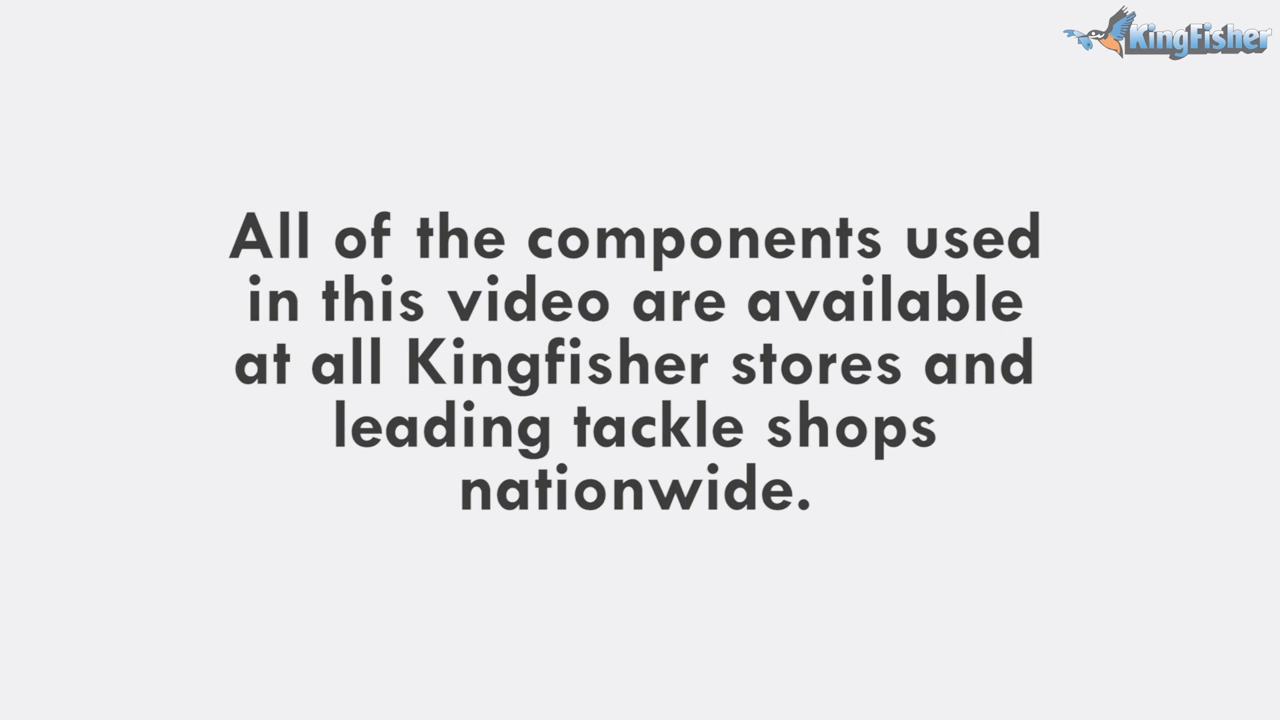 KingFisher
All of the components used
in this video are available
at all Kingfisher stores and
leading tackle shops
nationwide.